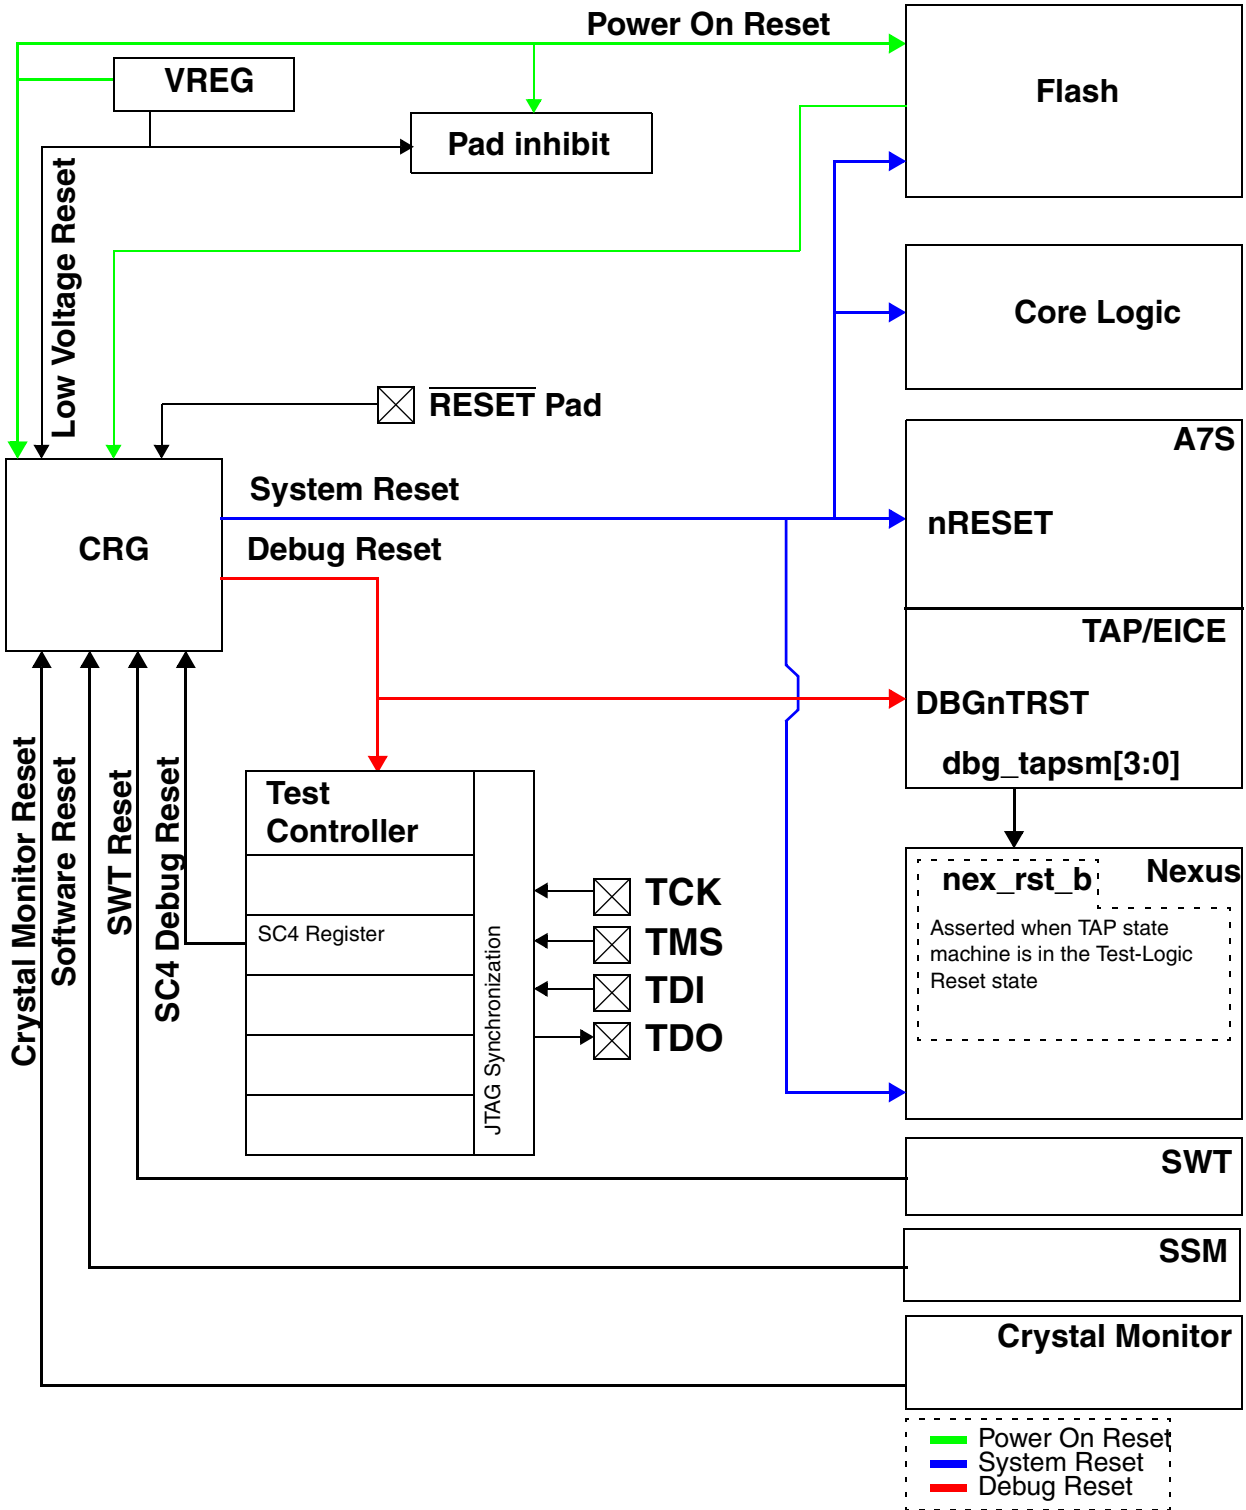 Power On Reset
VREG
Flash
Pad inhibit
Low Voltage Reset
Core Logic
RESET Pad
A7S
System Reset
nRESET
CRG
Debug Reset
TAP/EICE
DBGnTRST
dbg_tapsm[3:0]
Crystal Monitor Reset
Software Reset
SWT Reset
SC4 Debug Reset
Test
Controller
SC4 Register
JTAG Synchronization
TCK
TMS
TDI
TDO
nex_rst_b
Nexus
Asserted when TAP state
machine is in the Test-Logic
Reset state
SWT
SSM
Crystal Monitor
Power On Reset
System Reset
Debug Reset